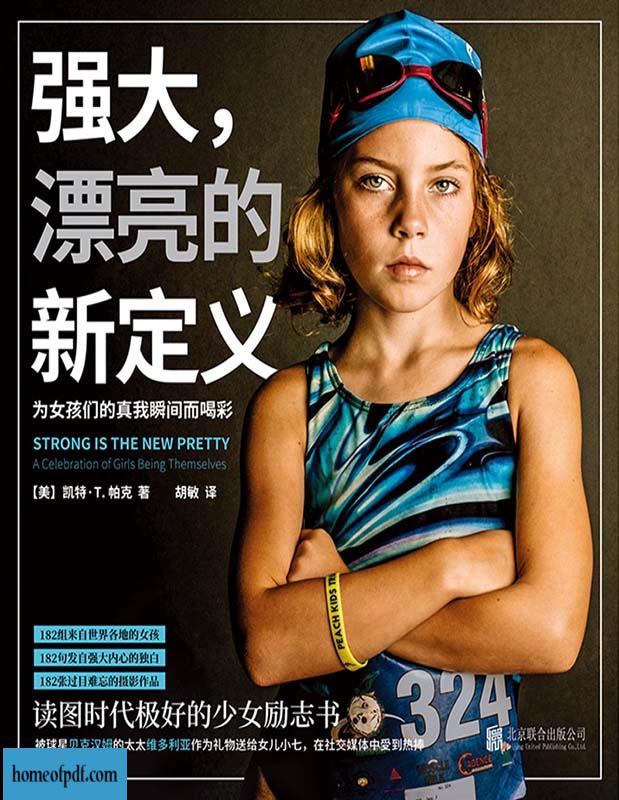 强大，
漂亮的
新定义
为女孩们的真我瞬间而喝彩
STRONG IS THE NEW PRETTY
A Celebration of Girls Being Themselves
【美】凯特·T. 帕克 著 胡敏 译
PEACH KIDS TRI
182组来自世界各地的女孩
182句发自强大内心的独白
182张过目难忘的摄影作品
324
读图时代极好的少女励志书
北京联合出版公司
Beijing United Publishing Co.,Ltd.
被球星贝克汉姆的太太维多利亚作为礼物送给女儿小七，在社交媒体中受到热捧
homeofpdf.com